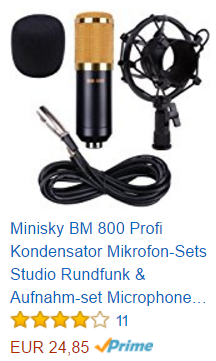 Minisky BM 800 Profi
Kondensator Mikrofon-Sets
Studio Rundfunk &
Aufnahm-set Microphone…
11
EUR 24,85 Prime